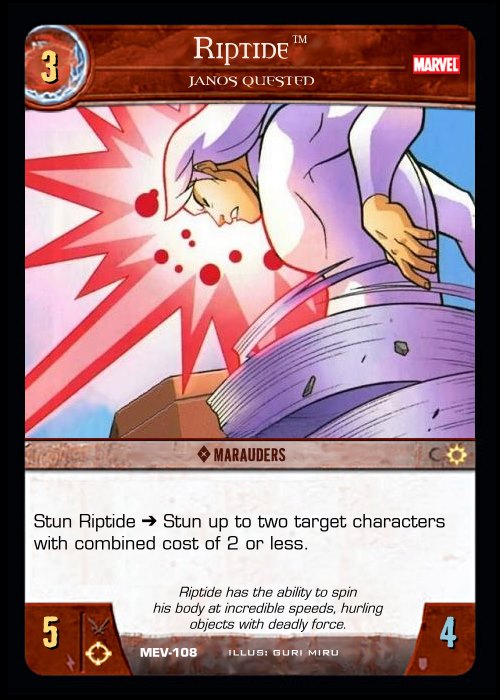 3
Riptide™
JANOS QUESTED
MARVEL
MARAUDERS
Stun Riptide ➔ Stun up to two target characters
with combined cost of 2 or less.
Riptide has the ability to spin
his body at incredible speeds, hurling
objects with deadly force.
5
MEV-108
ILLUS: GURI MIRU
4